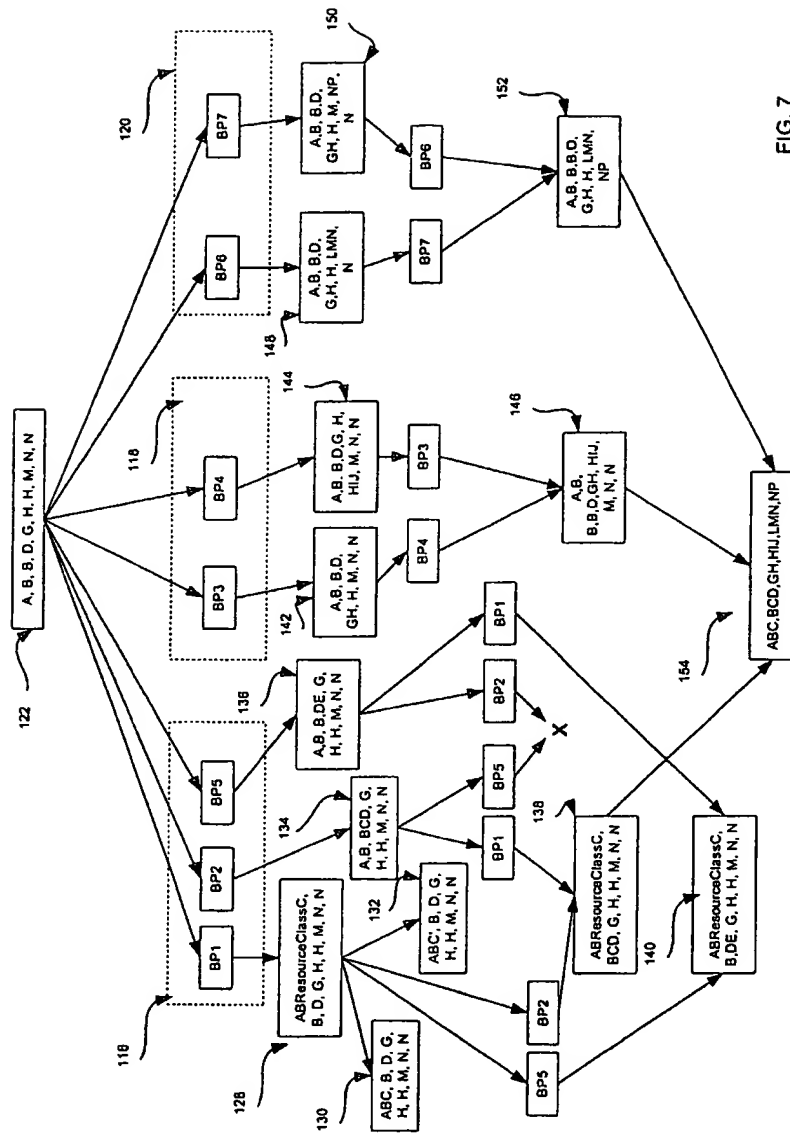 122
A, B, B, D, G, H, H, M, N, N
116
BP1
BP2
BP5
118
BP3
BP4
120
BP6
BP7
128
ABResourceClassC,
B, D, G, H, H, M, N, N
136
A,B, B,DE, G,
H, H, M, N, N
142
A,B, B,D,
GH, H, M, N, N
144
A,B, B,D,G, H,
HIJ, M, N, N
148
A,B, B,D,
G,H, H, LMN,
N
150
A,B, B,D,
GH, H, M, NP,
N
134
A,B, BCD, G,
H, H, M, N, N
BP4
BP3
BP7
BP6
130
ABC, B, D, G,
H, H, M, N, N
132
ABC', B, D, G,
H, H, M, N, N
BP1
BP5
BP2
BP1
X
146
A,B,
B,B,D,GH, HIJ,
M, N, N
152
A,B, B,B,D,
G,H, H, LMN,
NP
BP5
BP2
138
ABResourceClassC,
BCD, G, H, H, M, N, N
140
ABResourceClassC,
B,DE, G, H, H, M, N, N
154
ABC,BCD,GH,HIJ,LMN,NP
FIG. 7